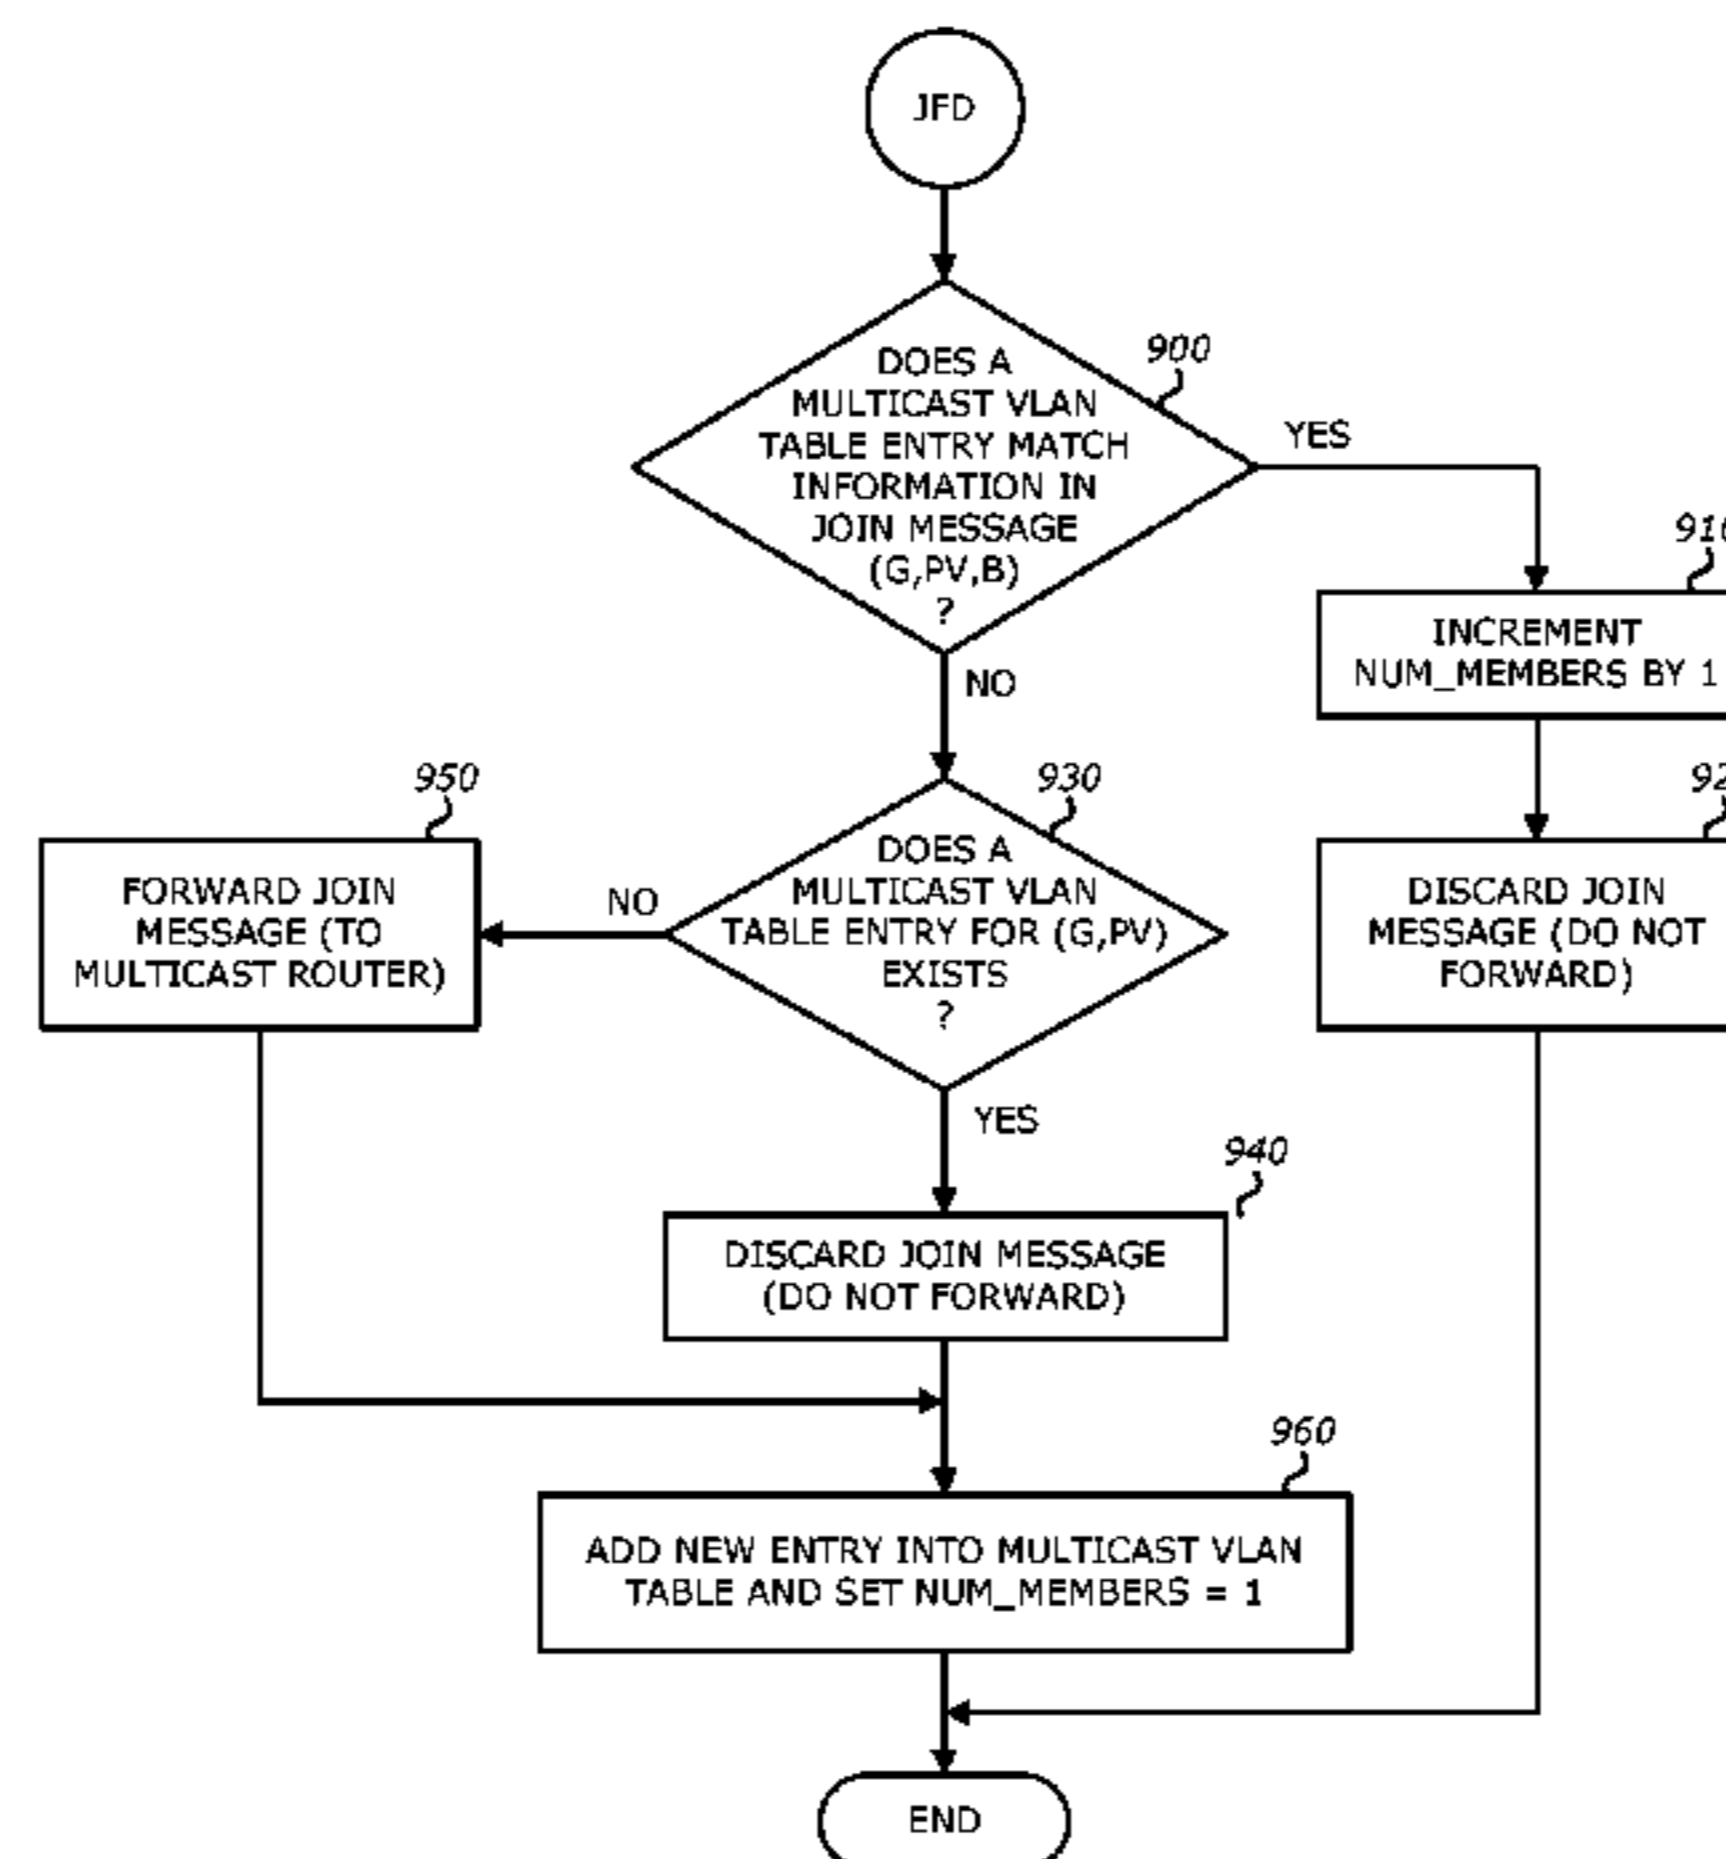 JFD
900
DOES A
MULTICAST VLAN
TABLE ENTRY MATCH
INFORMATION IN
JOIN MESSAGE
(G,PV,B)
?
YES
NO
INCREMENT
NUM_MEMBERS BY 1
950
930
FORWARD JOIN
MESSAGE (TO
MULTICAST ROUTER)
NO
DOES A
MULTICAST VLAN
TABLE ENTRY FOR (G,PV)
EXISTS
?
DISCARD JOIN
MESSAGE (DO NOT
FORWARD)
YES
940
DISCARD JOIN MESSAGE
(DO NOT FORWARD)
960
ADD NEW ENTRY INTO MULTICAST VLAN
TABLE AND SET NUM_MEMBERS = 1
END